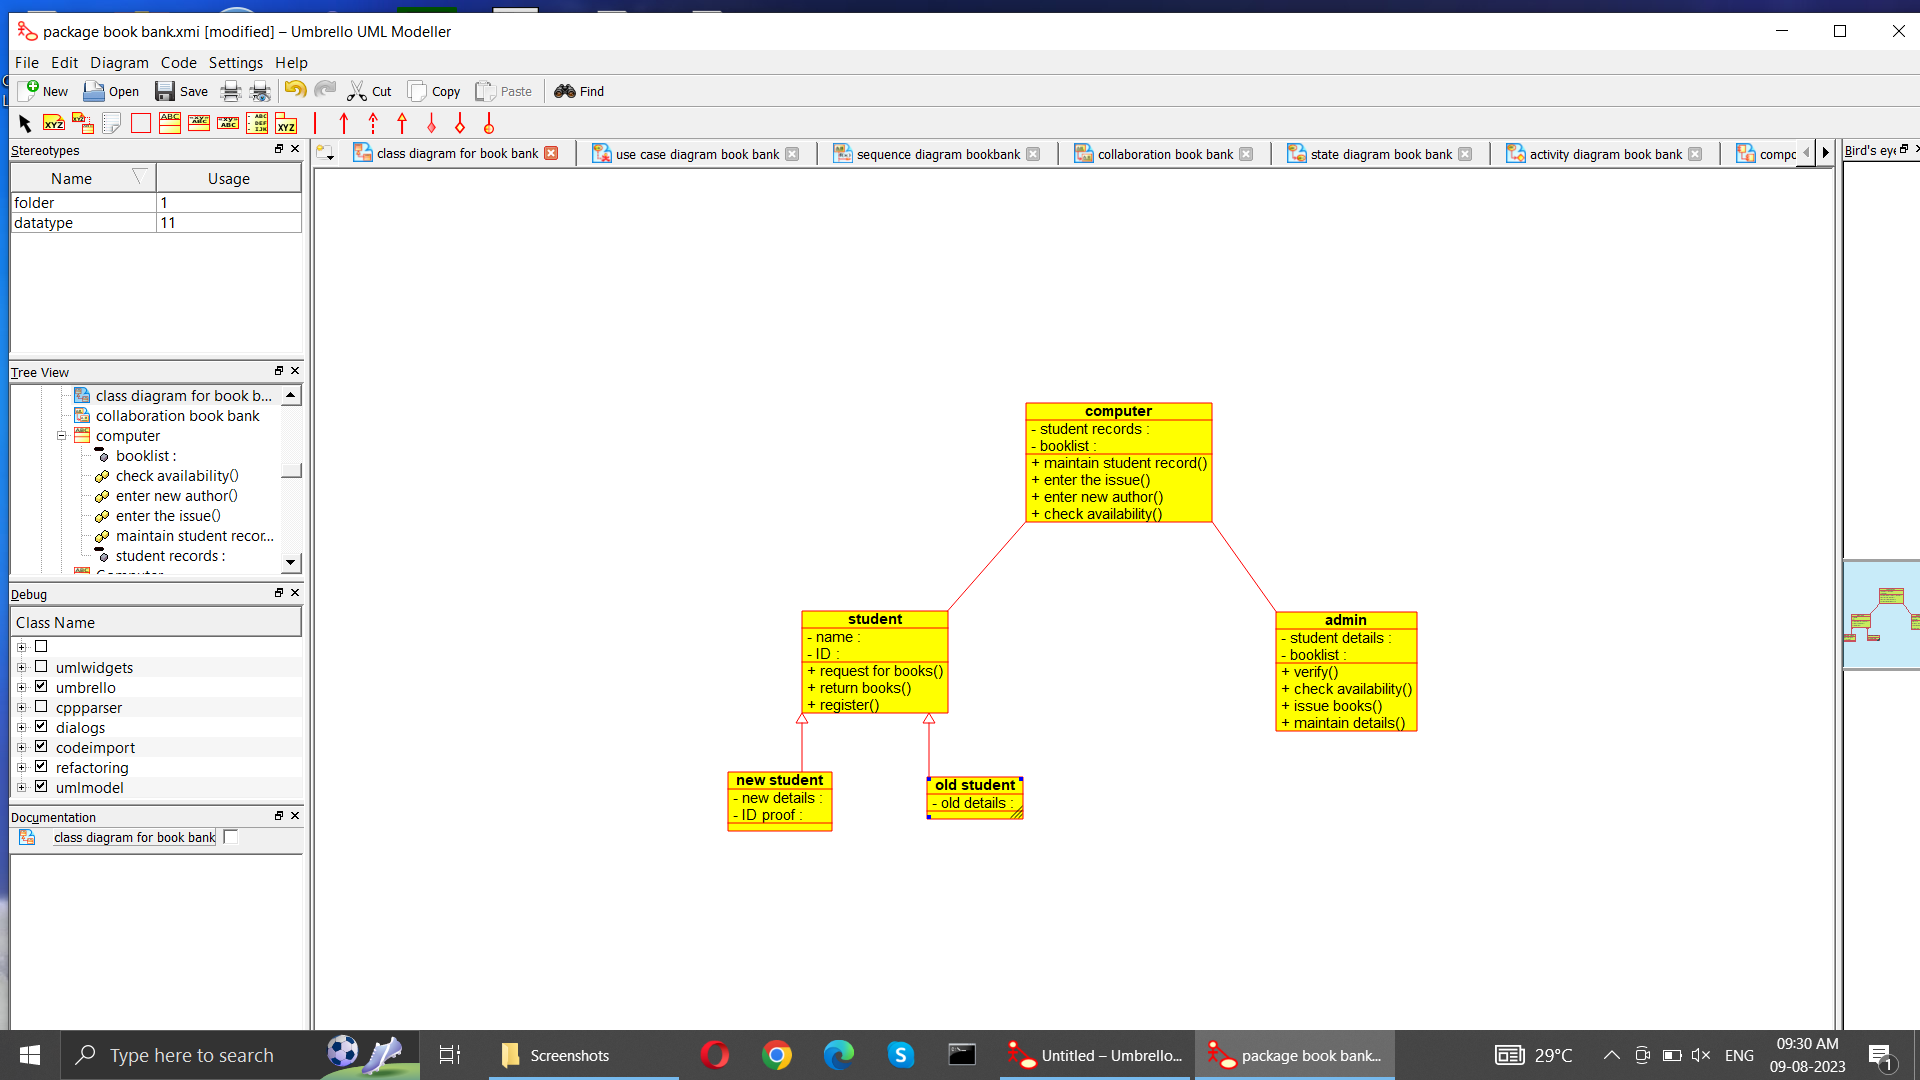 package book bank.xmi [modified] – Umbrello UML Modeller
File Edit Diagram Code Settings Help
New Open Save Cut Copy Paste Find
Stereotypes
Name Usage
folder 1
datatype 11
class diagram for book bank
use case diagram book bank
sequence diagram bookbank
collaboration book bank
state diagram book bank
activity diagram book bank
compo
Bird's eye
Tree View
class diagram for book b...
collaboration book bank
computer
booklist :
check availability()
enter new author()
enter the issue()
maintain student recor...
student records :
Debug
Class Name
umlwidgets
umbrello
cppparser
dialogs
codeimport
refactoring
umlmodel
Documentation
class diagram for book bank
computer
- student records :
- booklist :
+ maintain student record()
+ enter the issue()
+ enter new author()
+ check availability()
student
- name :
- ID :
+ request for books()
+ return books()
+ register()
admin
- student details :
- booklist :
+ verify()
+ check availability()
+ issue books()
+ maintain details()
new student
- new details :
- ID proof :
old student
- old details :
Type here to search
Screenshots
Untitled – Umbrello...
package book bank...
29°C
ENG
09:30 AM
09-08-2023
1